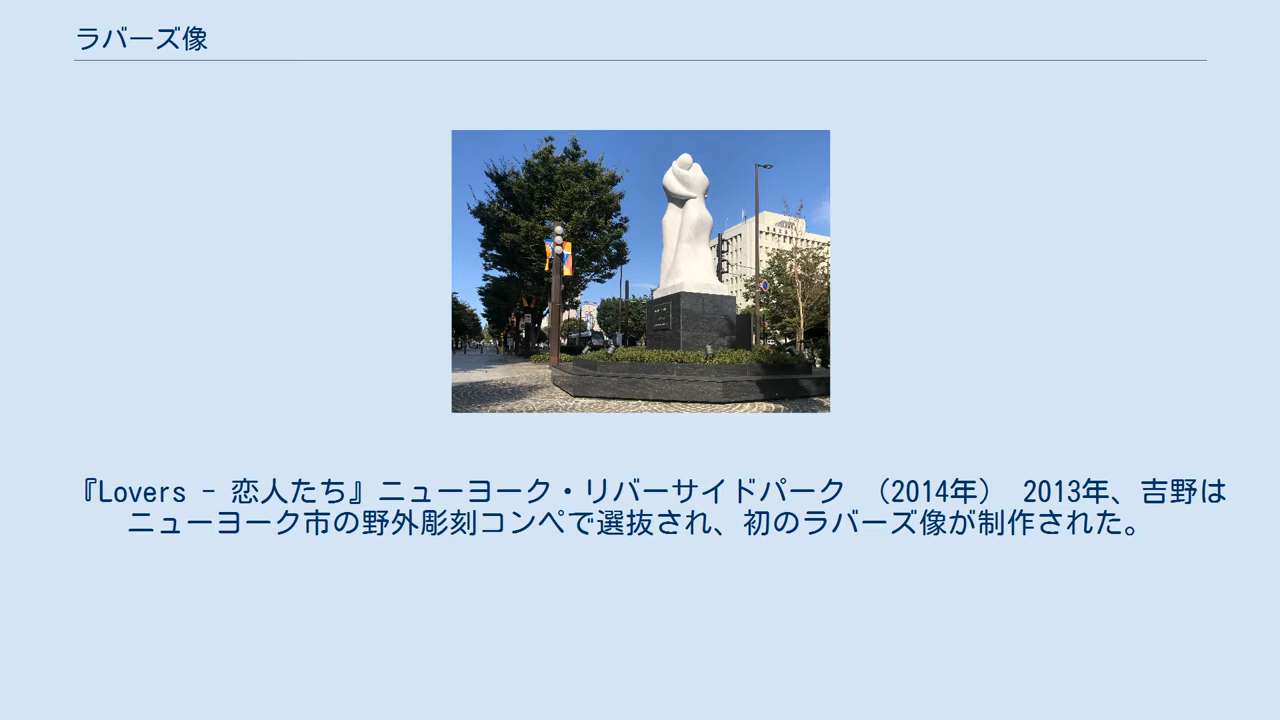 ラバーズ像
『Lovers - 恋人たち』ニューヨーク・リバーサイドパーク （2014年） 2013年、吉野は
ニューヨーク市の野外彫刻コンペで選抜され、初のラバーズ像が制作された。